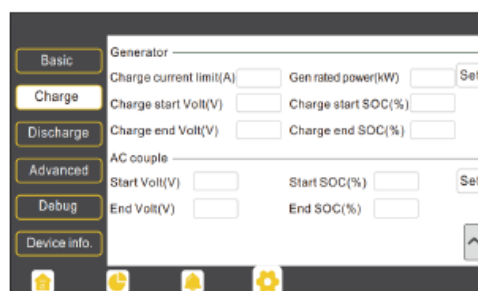 Basic
Charge
Discharge
Advanced
Debug
Device info.
Generator
Charge current limit(A) Gen rated power(kW) Set
Charge start Volt(V) Charge start SOC(%)
Charge end Volt(V) Charge end SOC(%)
AC couple
Start Volt(V) Start SOC(%) Set
End Volt(V) End SOC(%)